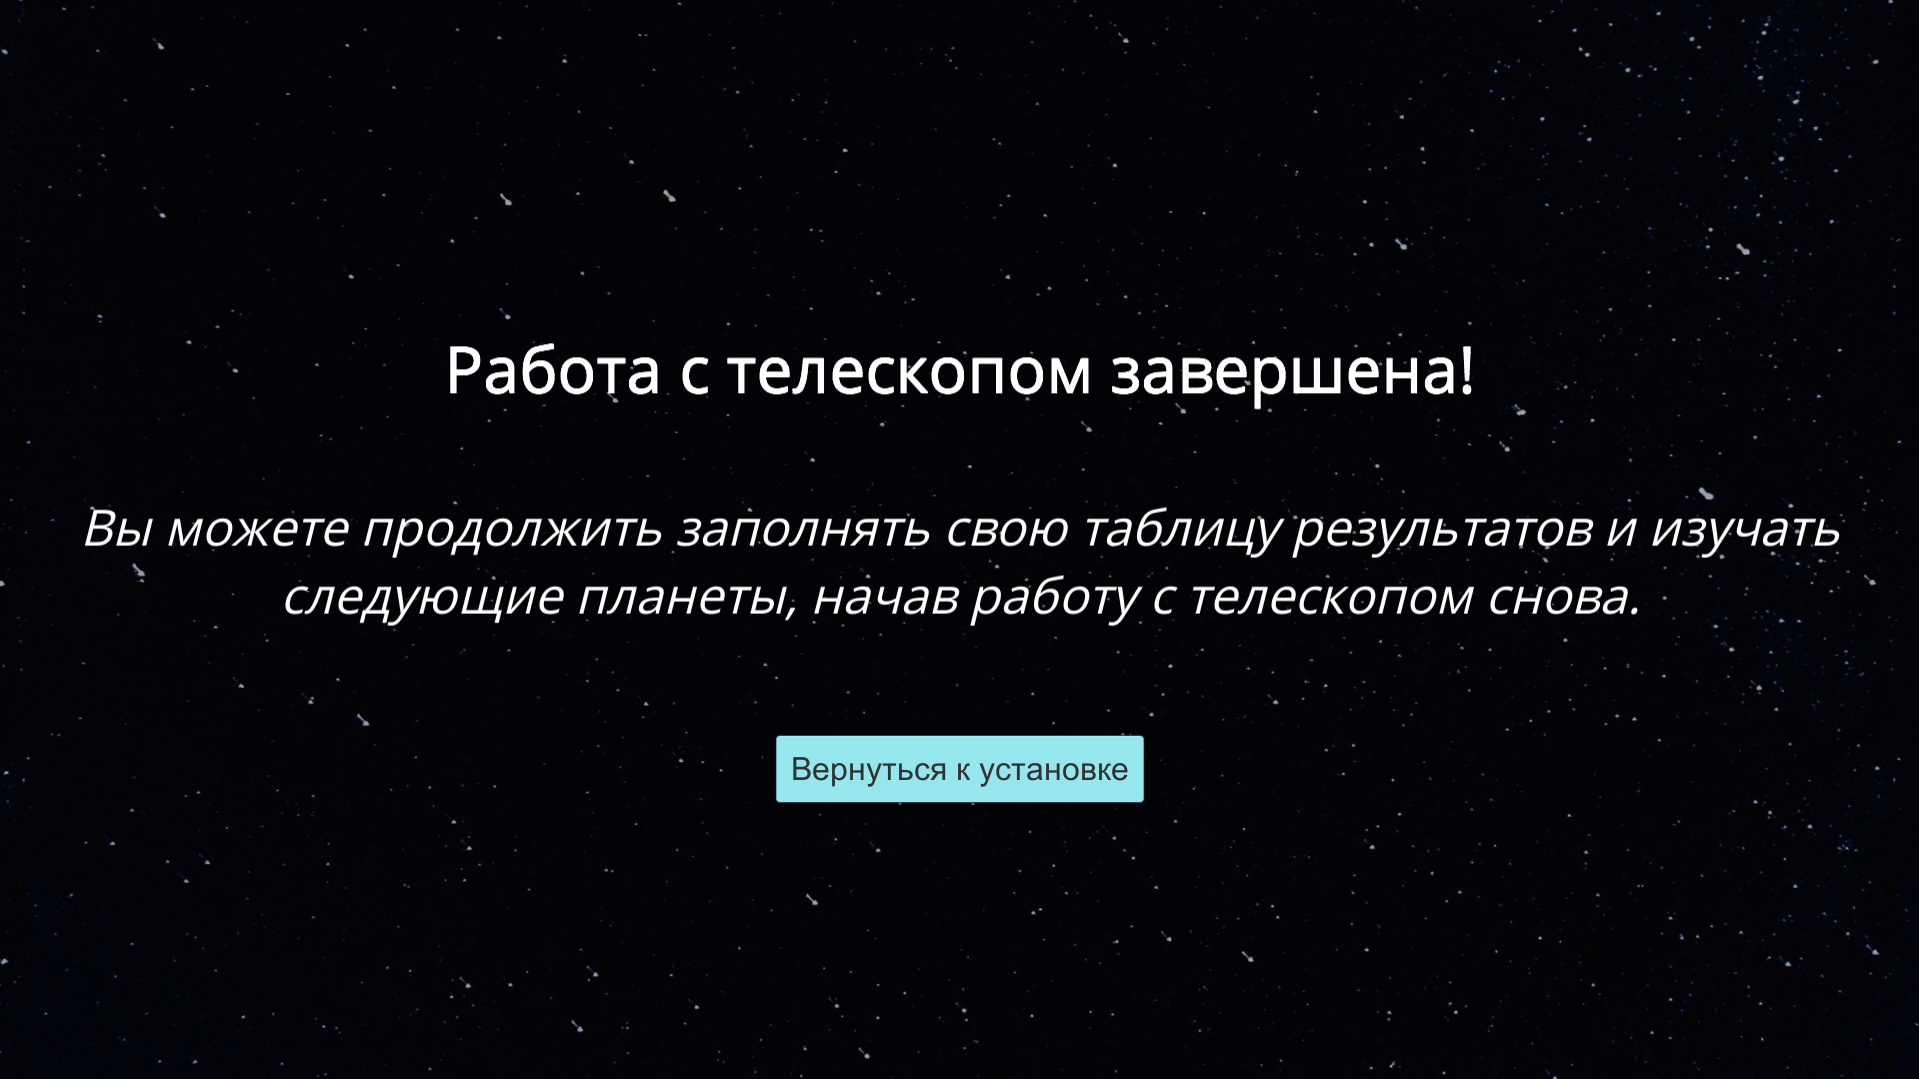 Работа с телескопом завершена!
Вы можете продолжить заполнять свою таблицу результатов и изучать
следующие планеты, начав работу с телескопом снова.
Вернуться к установке